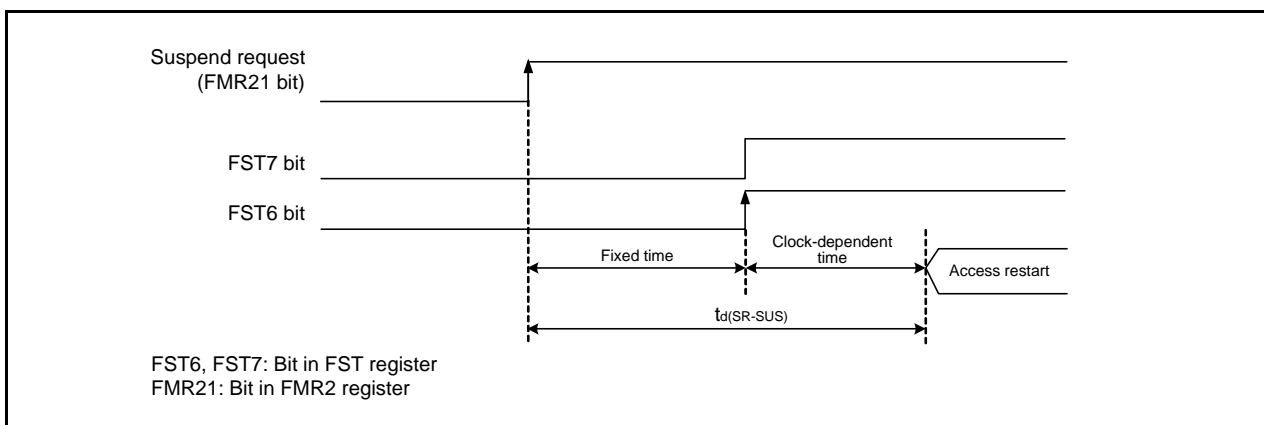 Suspend request
(FMR21 bit)
FST7 bit
FST6 bit
Fixed time
Clock-dependent
time
Access restart
td(SR-SUS)
FST6, FST7: Bit in FST register
FMR21: Bit in FMR2 register